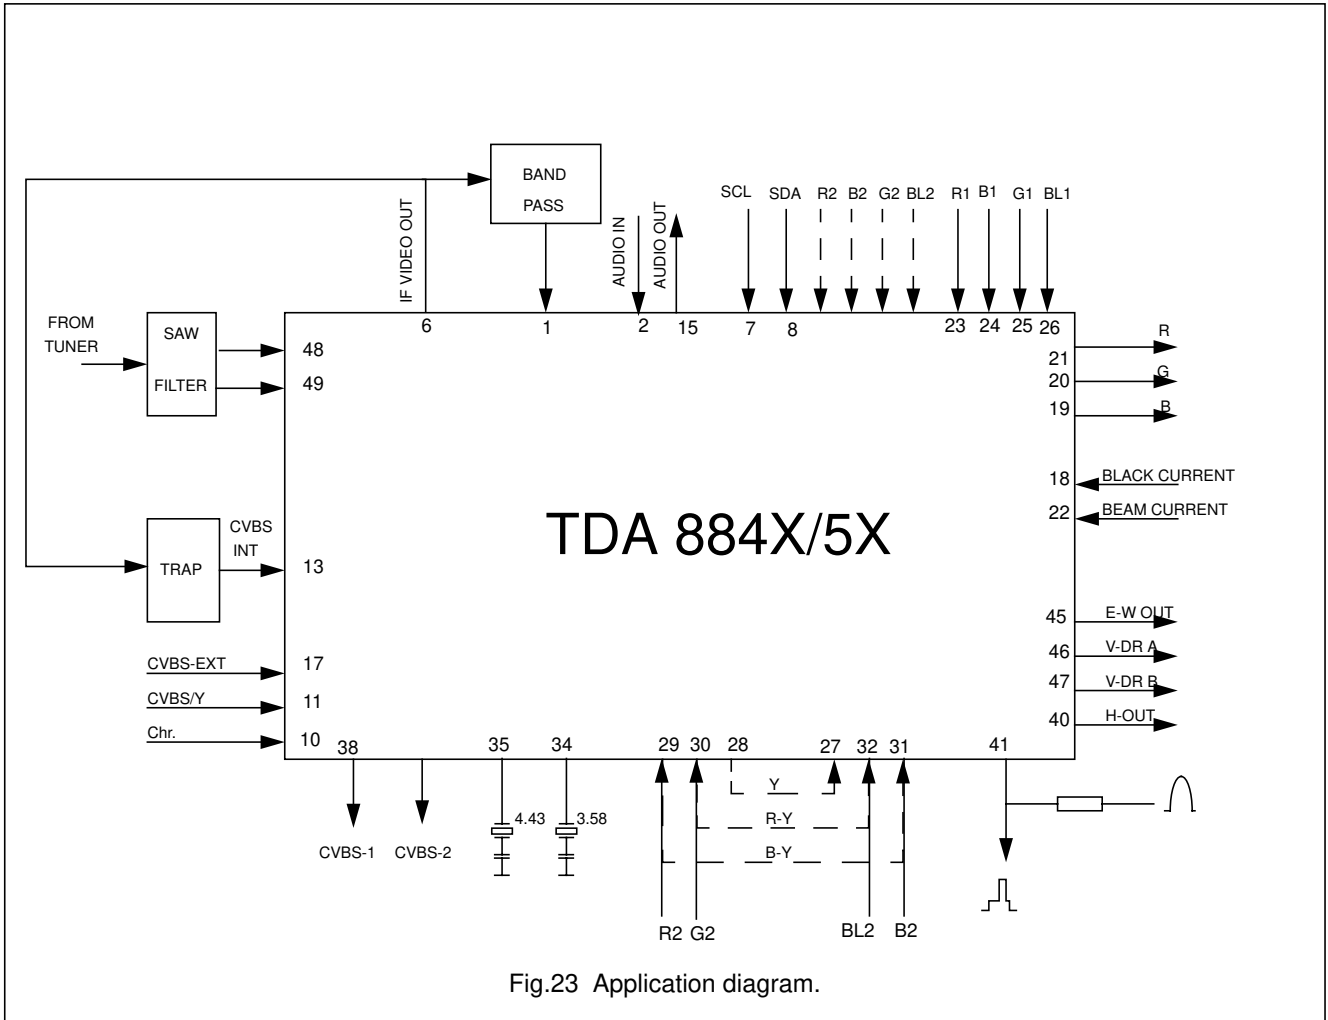 BAND
PASS
IF VIDEO OUT
AUDIO IN
AUDIO OUT
SCL
SDA
R2
B2
G2
BL2
R1
B1
G1
BL1
6
1
2
15
7
8
23
24
25
26
FROM
TUNER
SAW
FILTER
48
49
21
R
20
G
19
B
18
BLACK CURRENT
22
BEAM CURRENT
TDA 884X/5X
CVBS
INT
TRAP
13
45
E-W OUT
46
V-DR A
47
V-DR B
40
H-OUT
CVBS-EXT
17
CVBS/Y
11
Chr.
10
38
35
34
29
30
28
27
32
31
41
Y
R-Y
B-Y
4.43
3.58
CVBS-1
CVBS-2
R2
G2
BL2
B2
Fig.23 Application diagram.